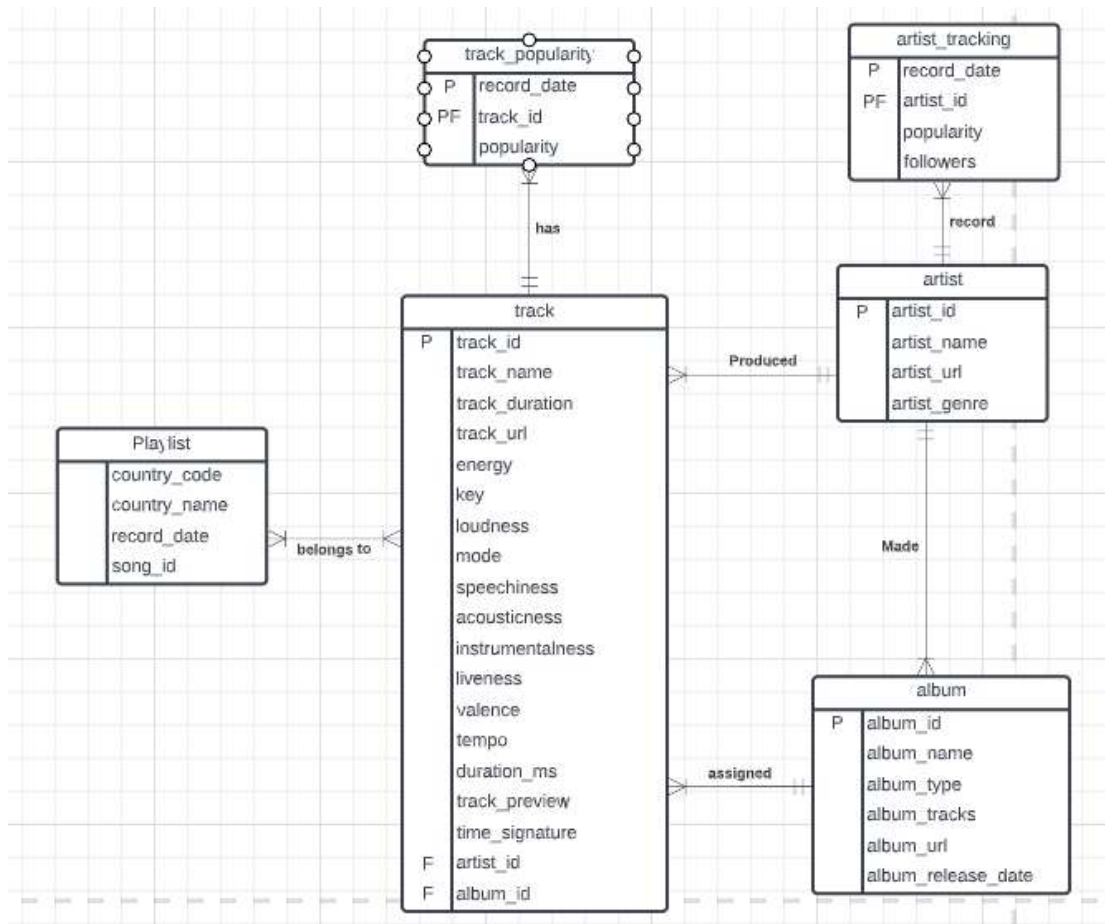 track_popularity
P record_date
PF track_id
popularity
artist_tracking
P record_date
PF artist_id
popularity
followers
has
record
track
P track_id
track_name
track_duration
track_url
energy
key
loudness
mode
speechiness
acousticness
instrumentalness
liveness
valence
tempo
duration_ms
track_preview
time_signature
F artist_id
F album_id
Produced
artist
P artist_id
artist_name
artist_url
artist_genre
Playlist
country_code
country_name
record_date
song_id
belongs to
Made
assigned
album
P album_id
album_name
album_type
album_tracks
album_url
album_release_date